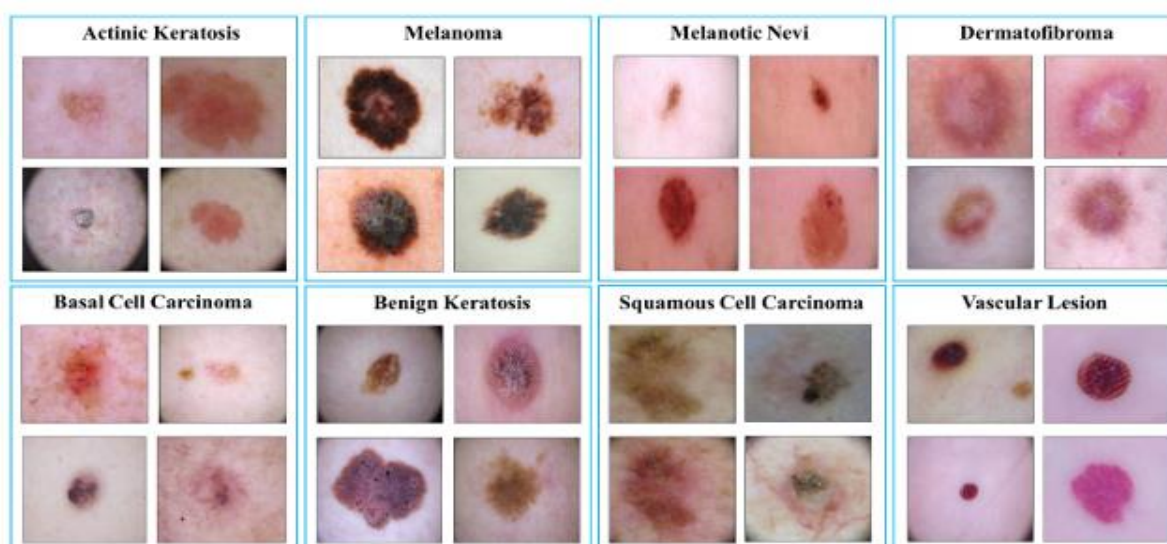 Actinic Keratosis
Melanoma
Melanotic Nevi
Dermatofibroma
Basal Cell Carcinoma
Benign Keratosis
Squamous Cell Carcinoma
Vascular Lesion